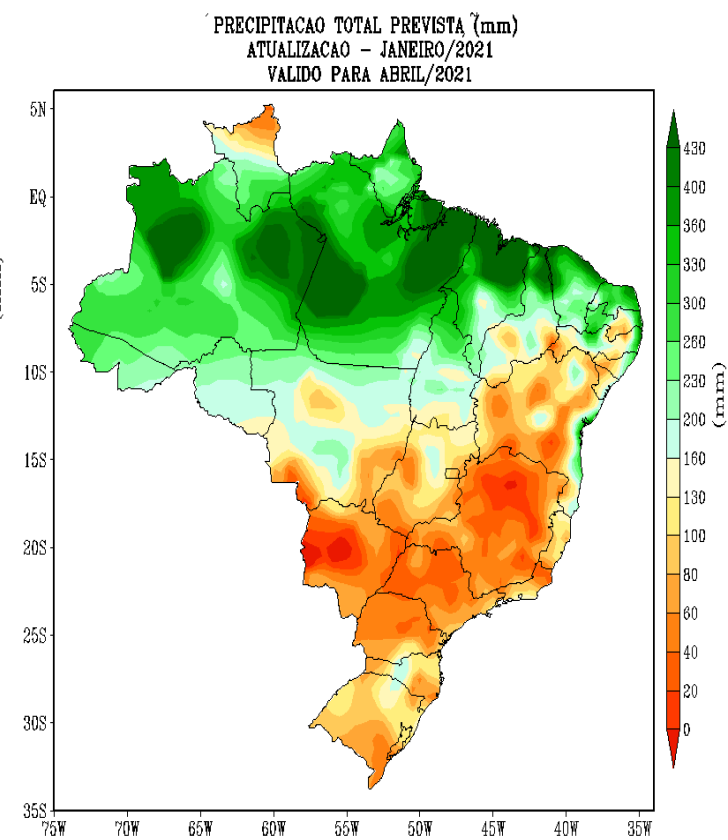 PRECIPITACAO TOTAL PREVISTA (mm)
ATUALIZACAO - JANEIRO/2021
VALIDO PARA ABRIL/2021
5N
EQ
5S
10S
15S
20S
25S
30S
35S
75W 70W 65W 60W 55W 50W 45W 40W 35W
430
400
360
330
300
260
230
200
160
130
100
80
60
40
20
0
(mm)